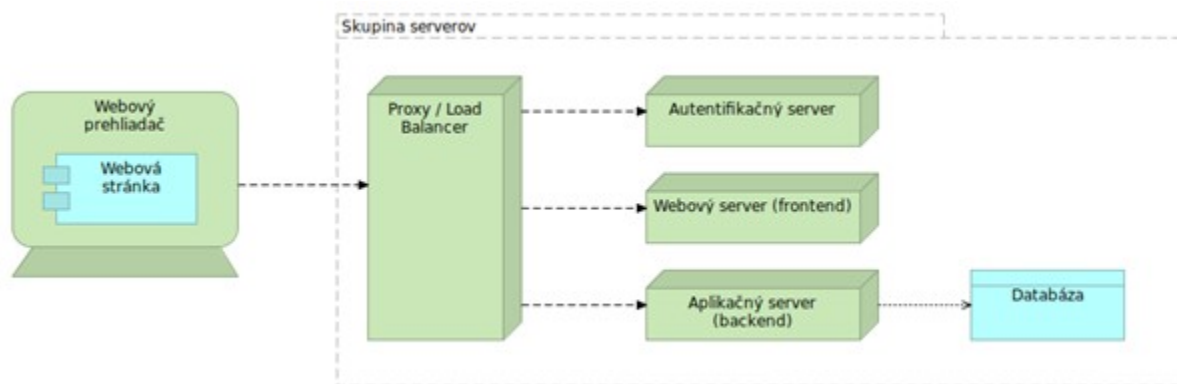 Skupina serverov
Webový
prehliadač
Webová
stránka
Proxy / Load
Balancer
Autentifikačný server
Webový server (frontend)
Aplikačný server
(backend)
Databáza